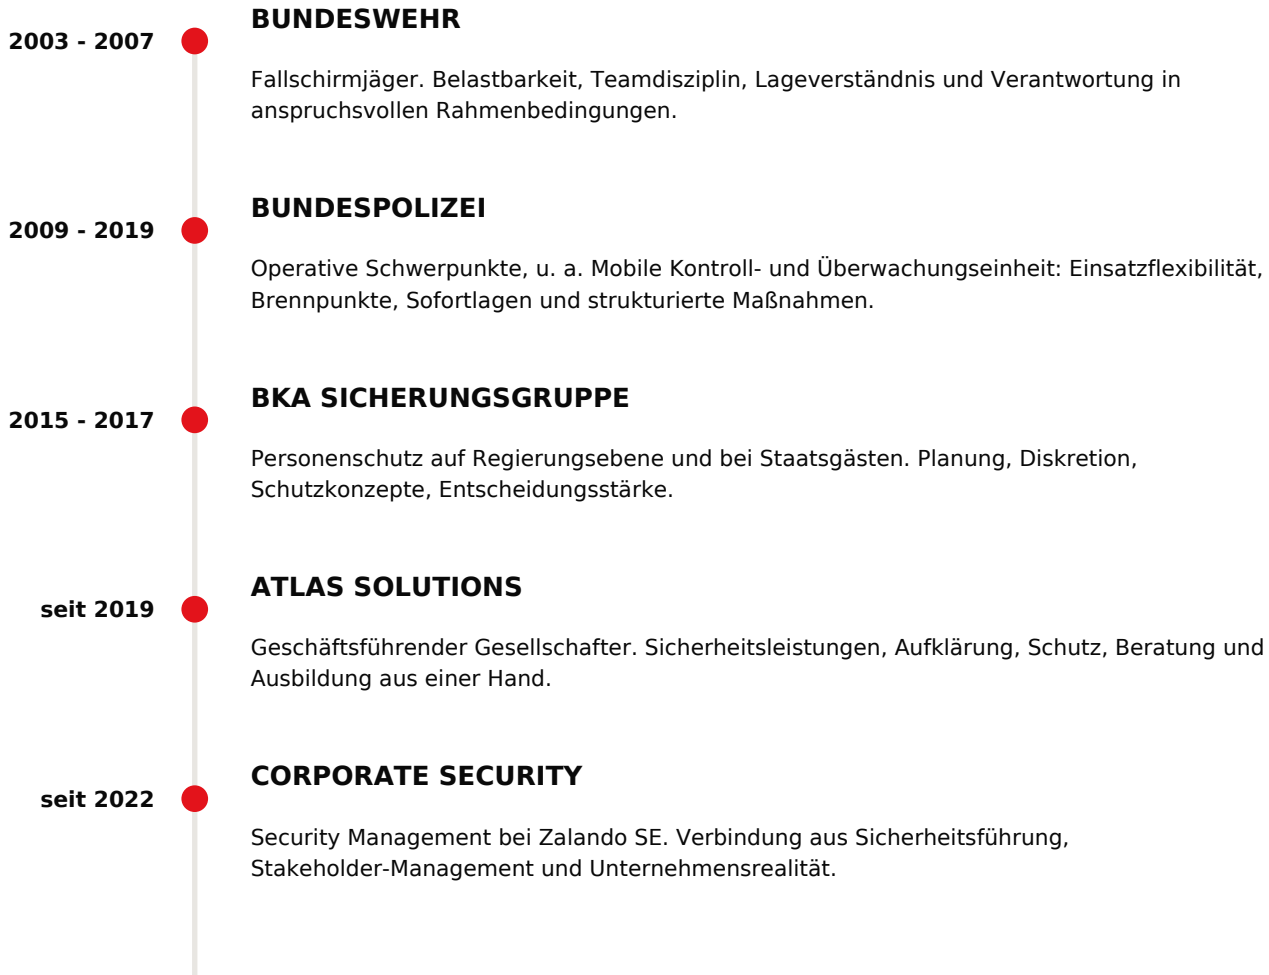 BUNDESWEHR
2003 - 2007
Fallschirmjäger. Belastbarkeit, Teamdisziplin, Lageverständnis und Verantwortung in
anspruchsvollen Rahmenbedingungen.
BUNDESPOLIZEI
2009 - 2019
Operative Schwerpunkte, u. a. Mobile Kontroll- und Überwachungseinheit: Einsatzflexibilität,
Brennpunkte, Sofortlagen und strukturierte Maßnahmen.
BKA SICHERUNGSGRUPPE
2015 - 2017
Personenschutz auf Regierungsebene und bei Staatsgästen. Planung, Diskretion,
Schutzkonzepte, Entscheidungsstärke.
ATLAS SOLUTIONS
seit 2019
Geschäftsführender Gesellschafter. Sicherheitsleistungen, Aufklärung, Schutz, Beratung und
Ausbildung aus einer Hand.
CORPORATE SECURITY
seit 2022
Security Management bei Zalando SE. Verbindung aus Sicherheitsführung,
Stakeholder-Management und Unternehmensrealität.